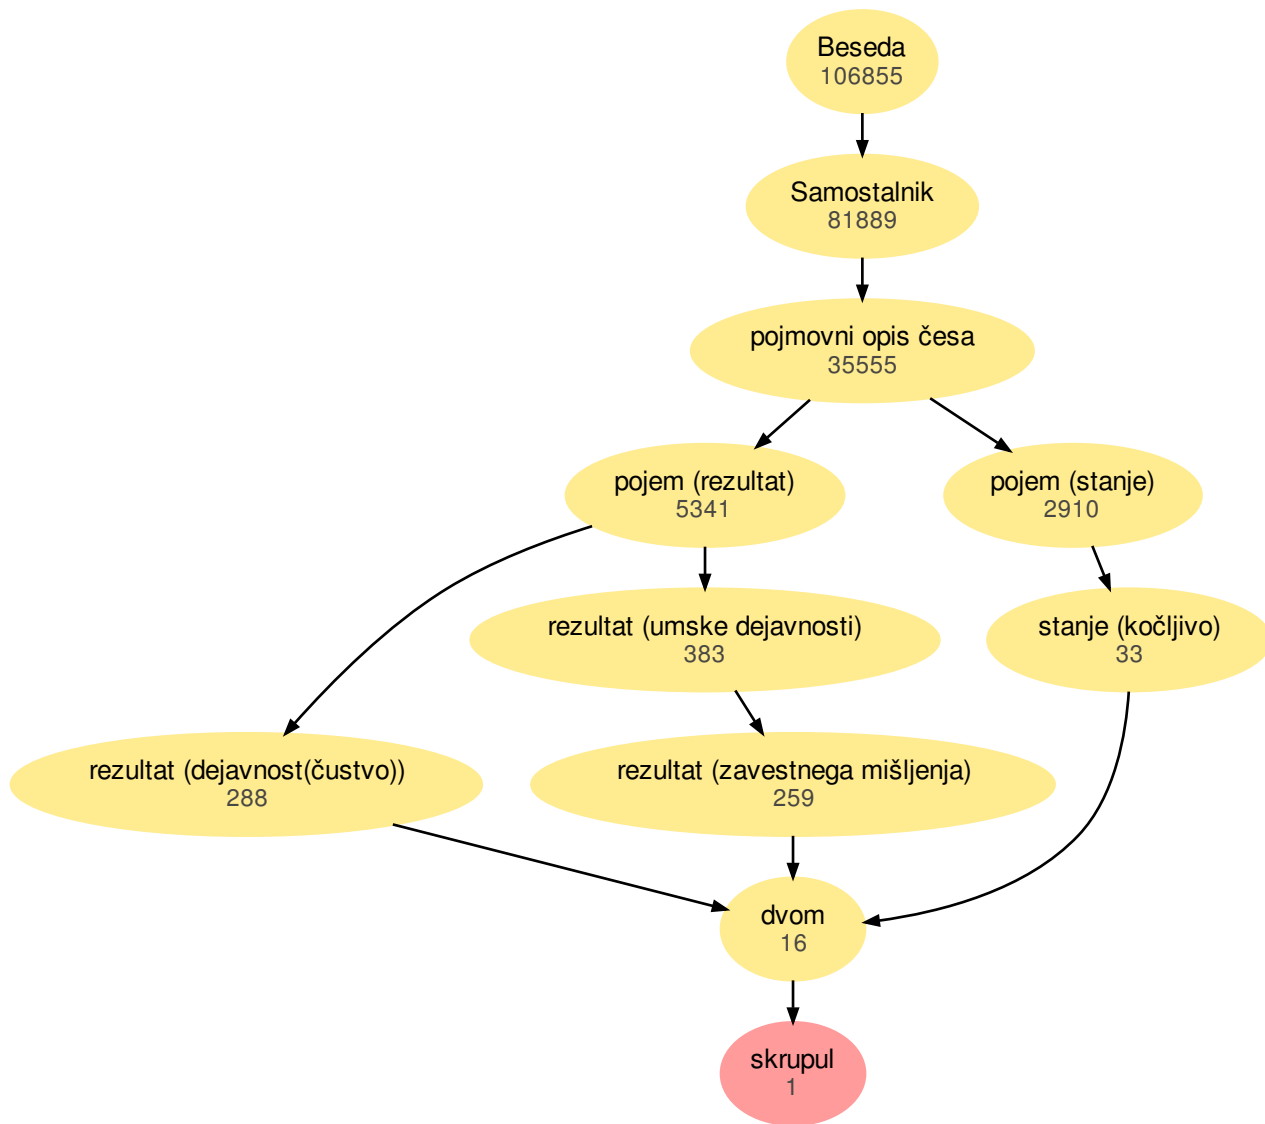 Beseda
106855
Samostalnik
81889
pojmovni opis česa
35555
pojem (rezultat)
5341
pojem (stanje)
2910
rezultat (umske dejavnosti)
383
stanje (kočljivo)
33
rezultat (dejavnost(čustvo))
288
rezultat (zavestnega mišljenja)
259
dvom
16
skrupul
1